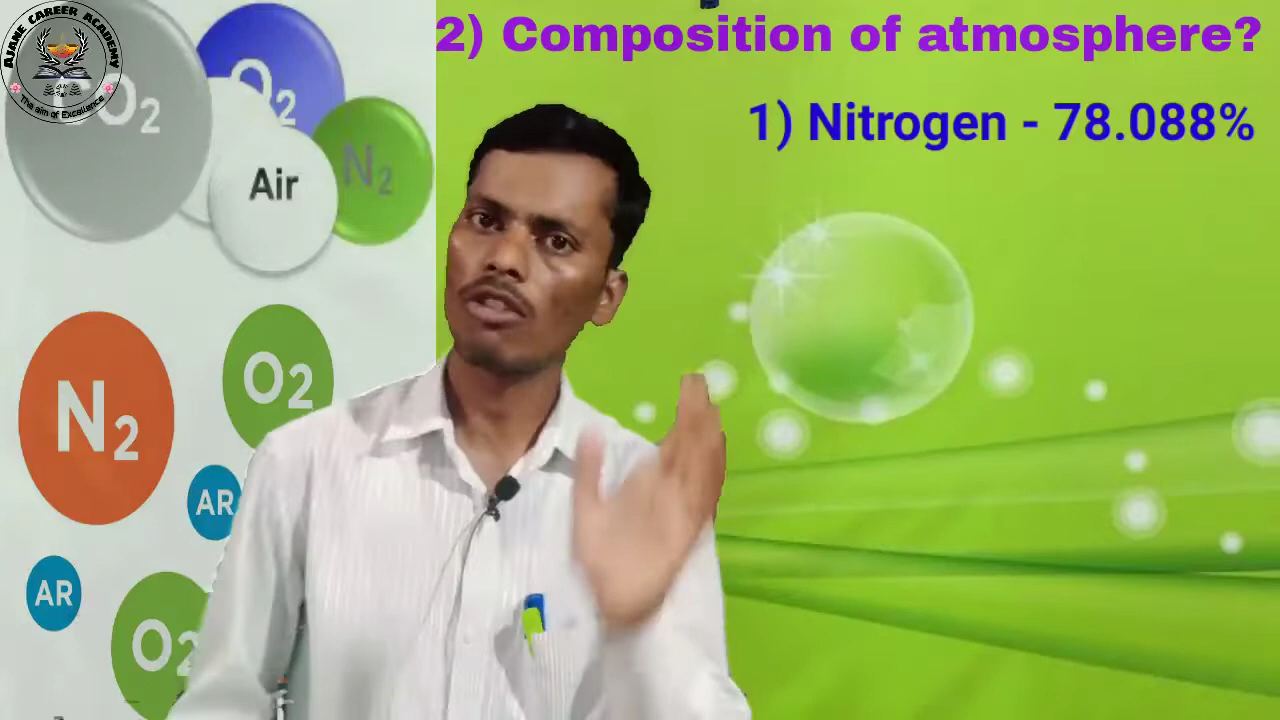 AJANE CAREER ACADEMY
The aim of Excellence
2) Composition of atmosphere?
1) Nitrogen - 78.088%
O2
O2
Air
N2
N2
O2
AR
AR
O2